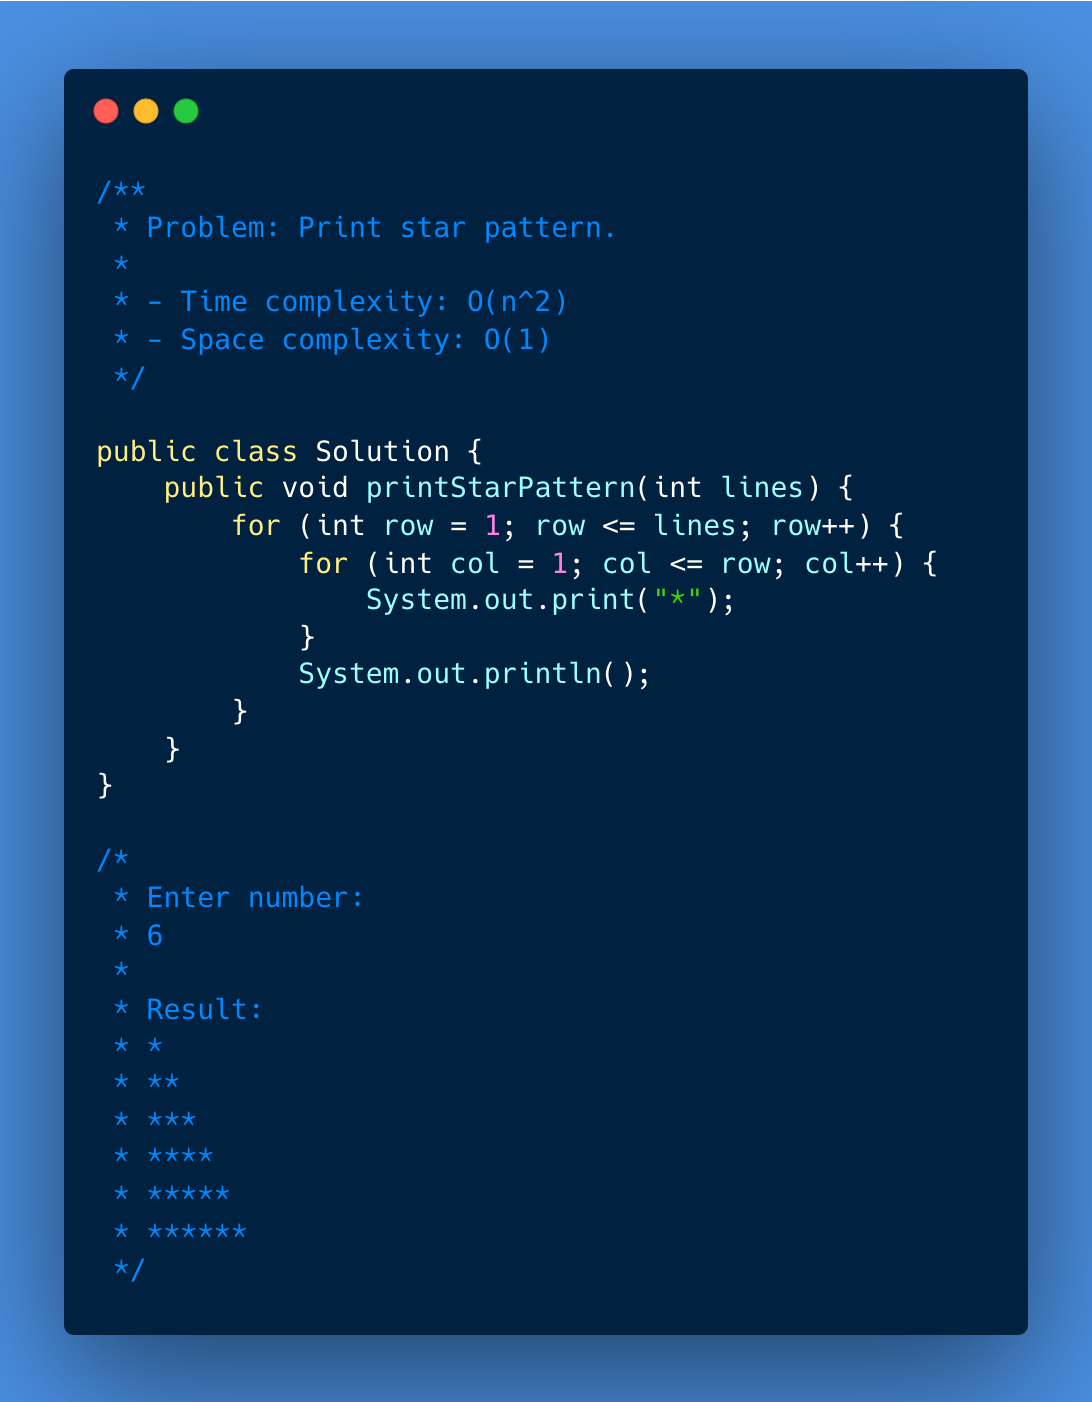 /**
 * Problem: Print star pattern.
 *
 * - Time complexity: O(n^2)
 * - Space complexity: O(1)
 */

public class Solution {
    public void printStarPattern(int lines) {
        for (int row = 1; row <= lines; row++) {
            for (int col = 1; col <= row; col++) {
                System.out.print("*");
            }
            System.out.println();
        }
    }
}

/*
 * Enter number:
 * 6
 *
 * Result:
 * *
 * **
 * ***
 * ****
 * *****
 * ******
 */